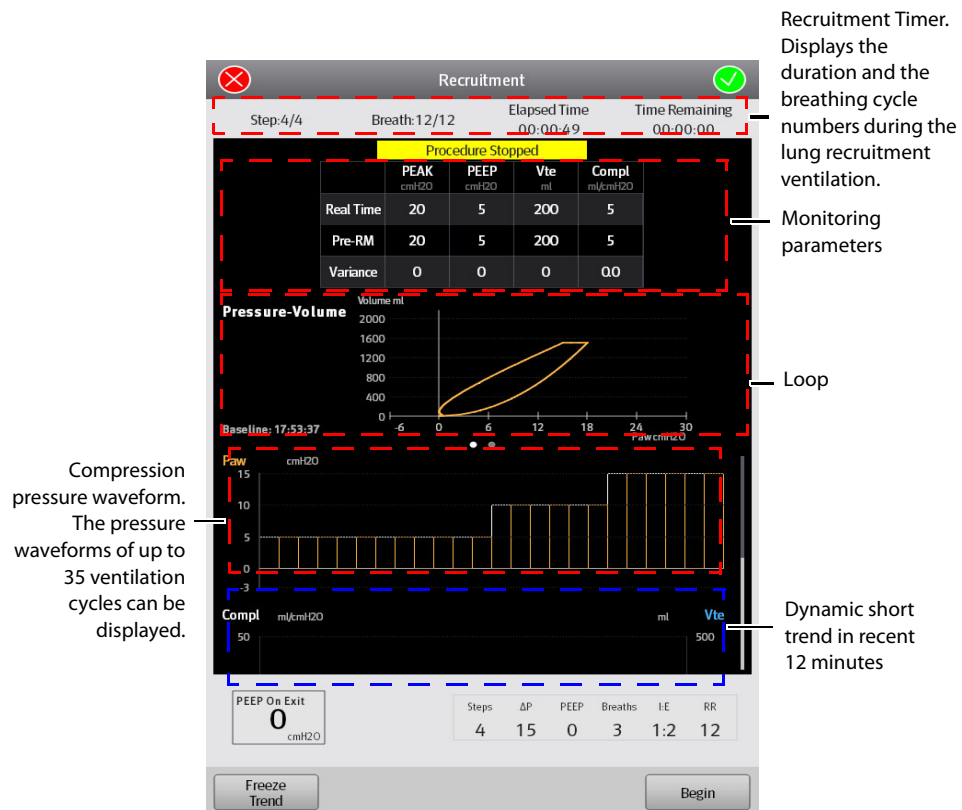 Recruitment Timer.
Displays the
duration and the
breathing cycle
numbers during the
lung recruitment
ventilation.
Recruitment
Step:4/4 Breath:12/12 Elapsed Time Time Remaining
00:00:49 00:00:00
Procedure Stopped
PEAK PEEP Vte Compl
cmH2O cmH2O ml ml/cmH2O
Real Time 20 5 200 5
Pre-RM 20 5 200 5
Variance 0 0 0 0.0
Monitoring
parameters
Pressure-Volume
Volume ml
2000
1600
1200
800
400
0
-6 0 6 12 18 24 30
Paw cmH2O
Baseline: 17:53:37
Loop
Compression
pressure waveform.
The pressure
waveforms of up to
35 ventilation
cycles can be
displayed.
Paw cmH2O
15
10
5
0
-3
Compl ml/cmH2O ml Vte
50 500
Dynamic short
trend in recent
12 minutes
PEEP On Exit
0
cmH2O
Steps ΔP PEEP Breaths I:E RR
4 15 0 3 1:2 12
Freeze
Trend
Begin